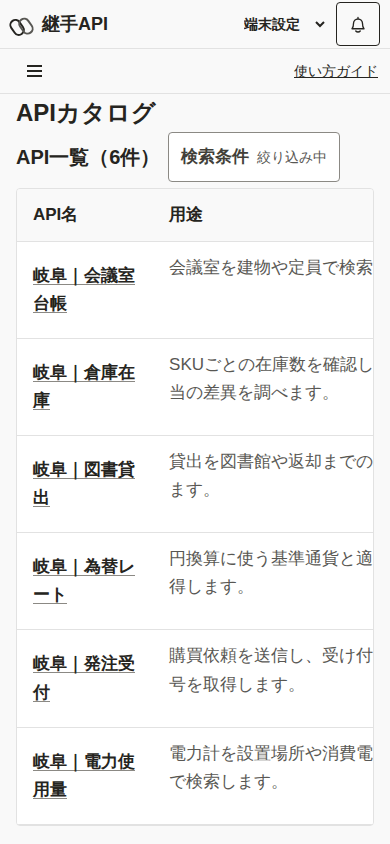 継手API
端末設定
使い方ガイド
APIカタログ
API一覧（6件）
検索条件 絞り込み中
API名 用途
岐阜｜会議室
台帳
会議室を建物や定員で検索
岐阜｜倉庫在
庫
SKUごとの在庫数を確認し
当の差異を調べます。
岐阜｜図書貸
出
貸出を図書館や返却までの
ます。
岐阜｜為替レ
ート
円換算に使う基準通貨と適
得します。
岐阜｜発注受
付
購買依頼を送信し、受け付
号を取得します。
岐阜｜電力使
用量
電力計を設置場所や消費電
で検索します。